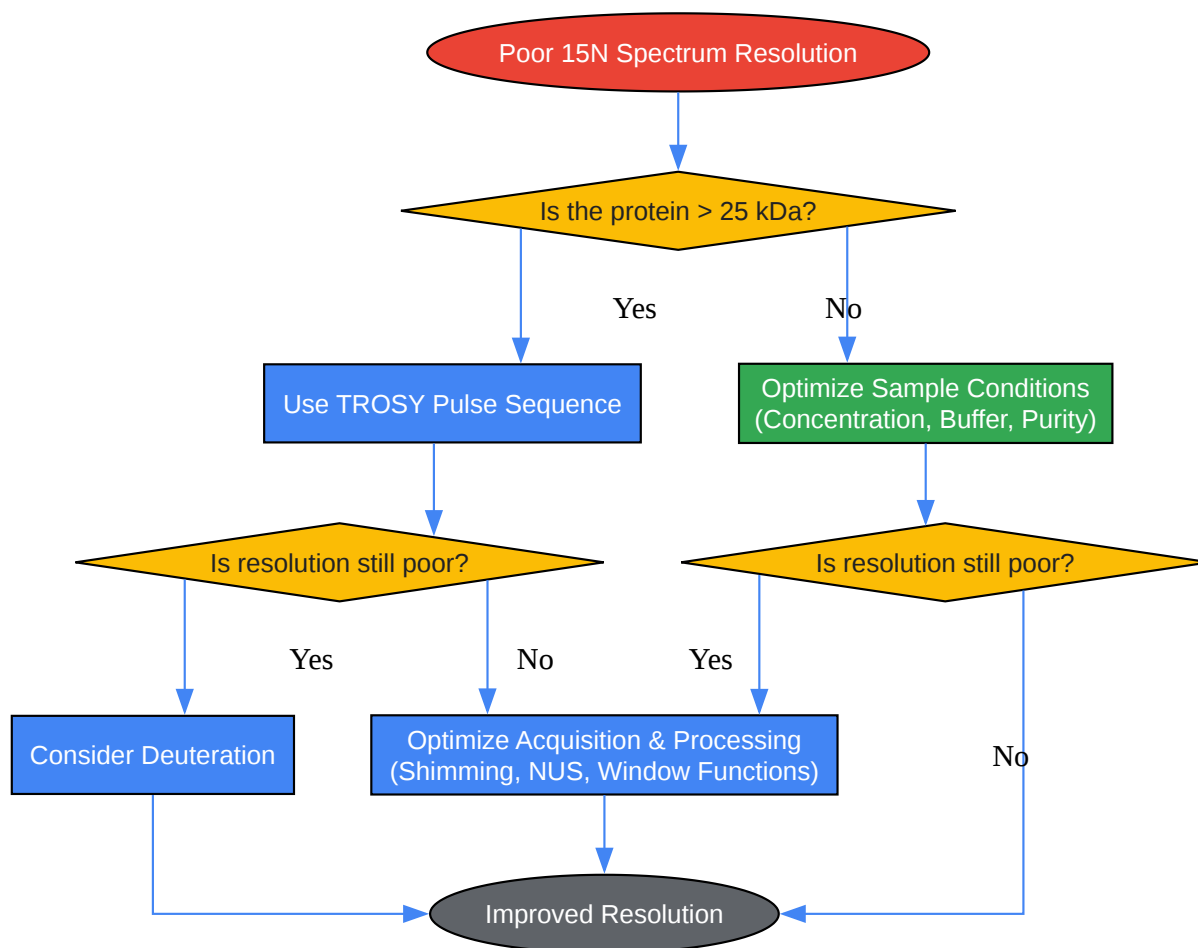 Poor 15N Spectrum Resolution
Is the protein > 25 kDa?
Yes
No
Use TROSY Pulse Sequence
Optimize Sample Conditions
(Concentration, Buffer, Purity)
Is resolution still poor?
Is resolution still poor?
Yes
No
Yes
No
Consider Deuteration
Optimize Acquisition & Processing
(Shimming, NUS, Window Functions)
Improved Resolution